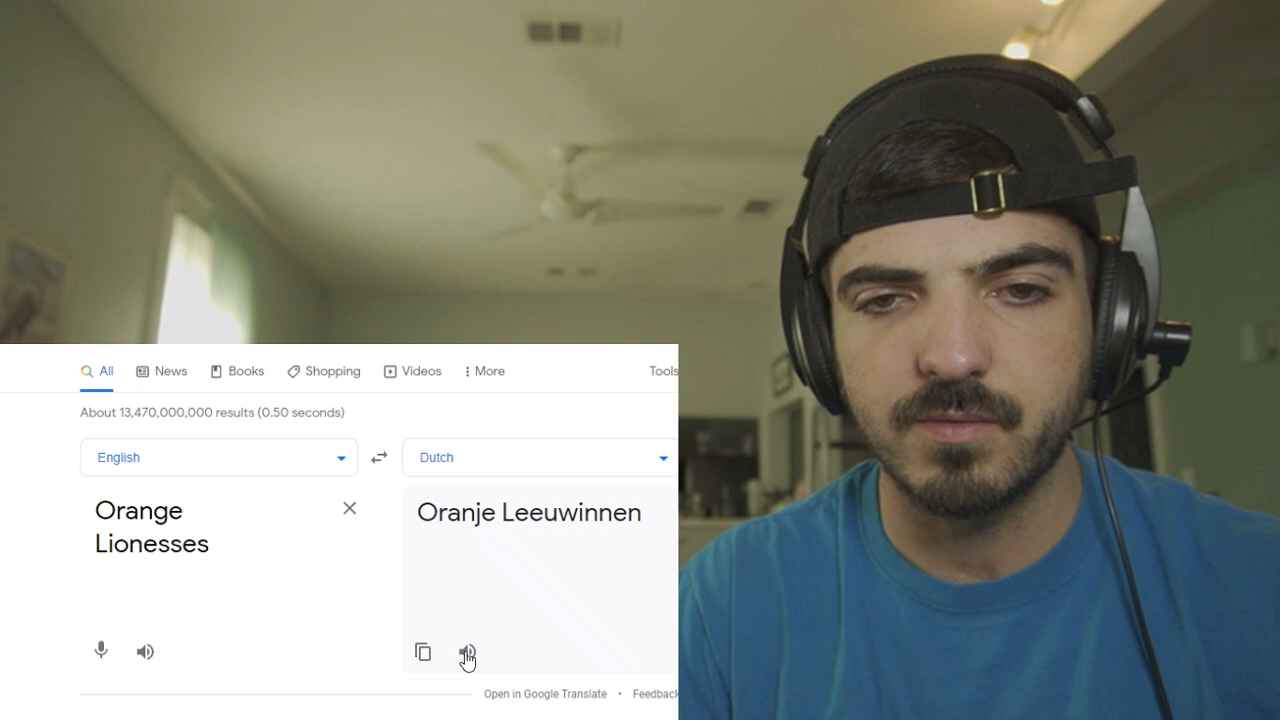 All News Books Shopping Videos More Tools
About 13,470,000,000 results (0.50 seconds)
English Dutch
Orange
Lionesses
Oranje Leeuwinnen
Open in Google Translate • Feedback